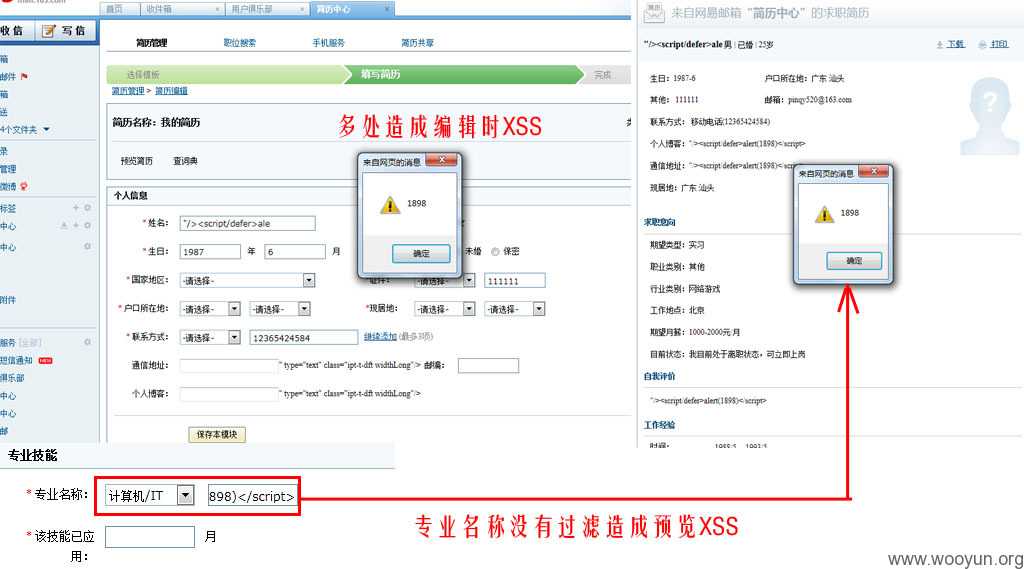 mail.163.com
首页 收件箱 × 用户俱乐部 × 简历中心 ×
收 信 写 信
简历管理 职位搜索 手机服务 简历共享
选择模板 填写简历 完成
简历管理 > 简历编辑
简历名称：我的简历
多处造成编辑时XSS
预览简历 查词典
来自网页的消息
1898
确定
个人信息
*姓名： "/><script/defer>ale
*生日： 1987 年 6 月 未婚 保密
*国家地区： -请选择- *证件： -请选择- 111111
*户口所在地： -请选择- -请选择- *现居地： -请选择- -请选择-
*联系方式： -请选择- 12365424584 继续添加 (最多3项)
通信地址： " type="text" class="ipt-t-dft widthLong"/> 邮编：
个人博客： " type="text" class="ipt-t-dft widthLong"/>
保存本模块
箱
邮件
箱
送
4个文件夹
录
管理
微博
标签
中心
中心
附件
服务 [全部]
短信通知 NEW
俱乐部
中心
中心
邮
专业技能
*专业名称： 计算机/IT 898)</script>
*该技能已应用： 月
专业名称没有过滤造成预览XSS
简历
来自网易邮箱“简历中心”的求职简历
"/><script/defer>ale 男 | 已婚 | 25岁 下载 打印
生日：1987-6 户口所在地：广东 汕头
其他：111111 邮箱：pinqy520@163.com
联系方式：移动电话(12365424584)
个人博客："/><script/defer>alert(1898)</script>
通信地址："/><script/defer>alert(1898)</script>
现居地：广东 汕头
来自网页的消息
1898
确定
求职意向
期望类型：实习
职业类别：其他
行业类别：网络游戏
工作地点：北京
期望月薪：1000-2000元/月
目前状态：我目前处于离职状态，可立即上岗
自我评价
"/><script/defer>alert(1898)</script>
工作经验
www.wooyun.org